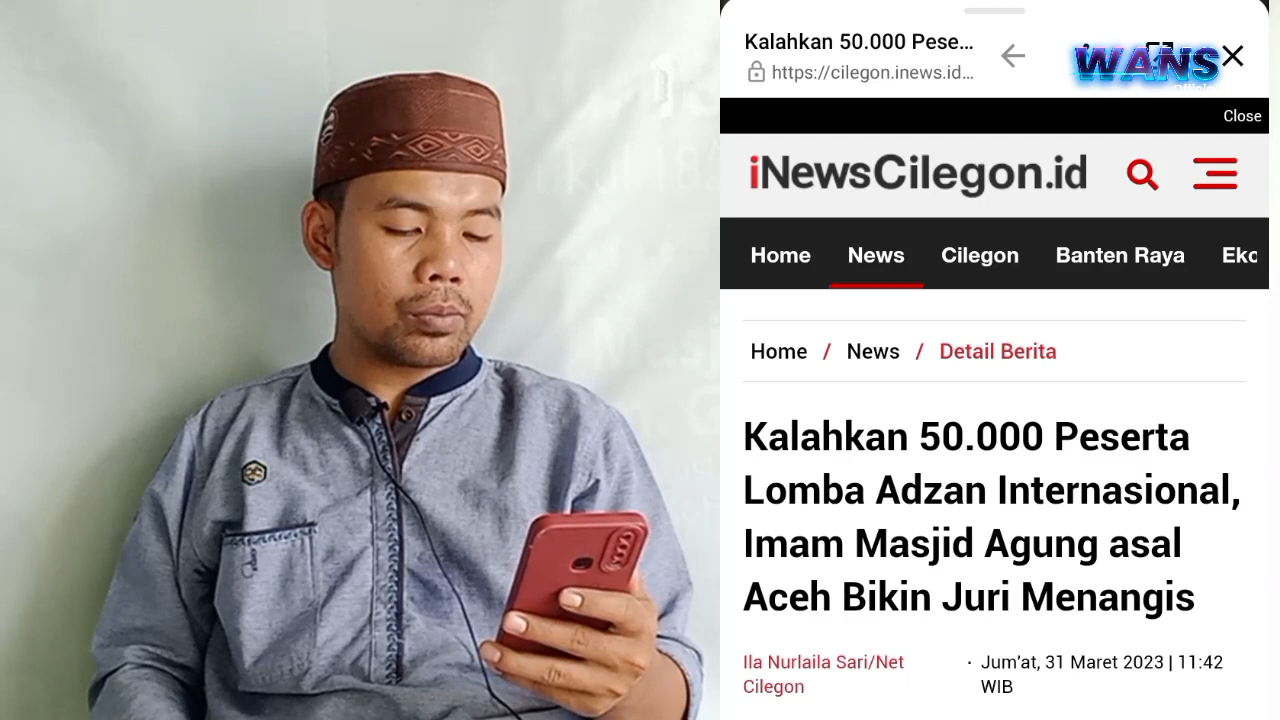 Kalahkan 50.000 Pese...
https://cilegon.inews.id...
WANS
Official
Close
iNewsCilegon.id
Home News Cilegon Banten Raya Eko
Home / News / Detail Berita
Kalahkan 50.000 Peserta
Lomba Adzan Internasional,
Imam Masjid Agung asal
Aceh Bikin Juri Menangis
Ila Nurlaila Sari/Net
Cilegon
· Jum'at, 31 Maret 2023 | 11:42
WIB